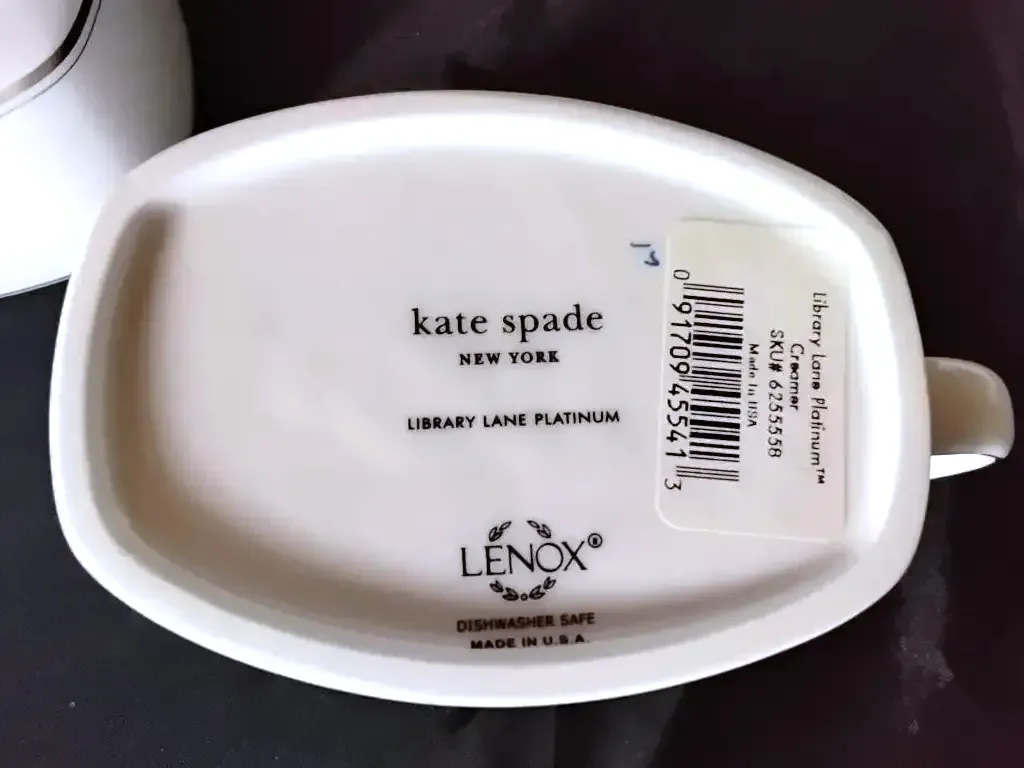 kate spade
NEW YORK
LIBRARY LANE PLATINUM
LENOX®
DISHWASHER SAFE
MADE IN U.S.A.
Library Lane Platinum™
Creamer
SKU# 6255558
Made In USA
0 91709 45541 3